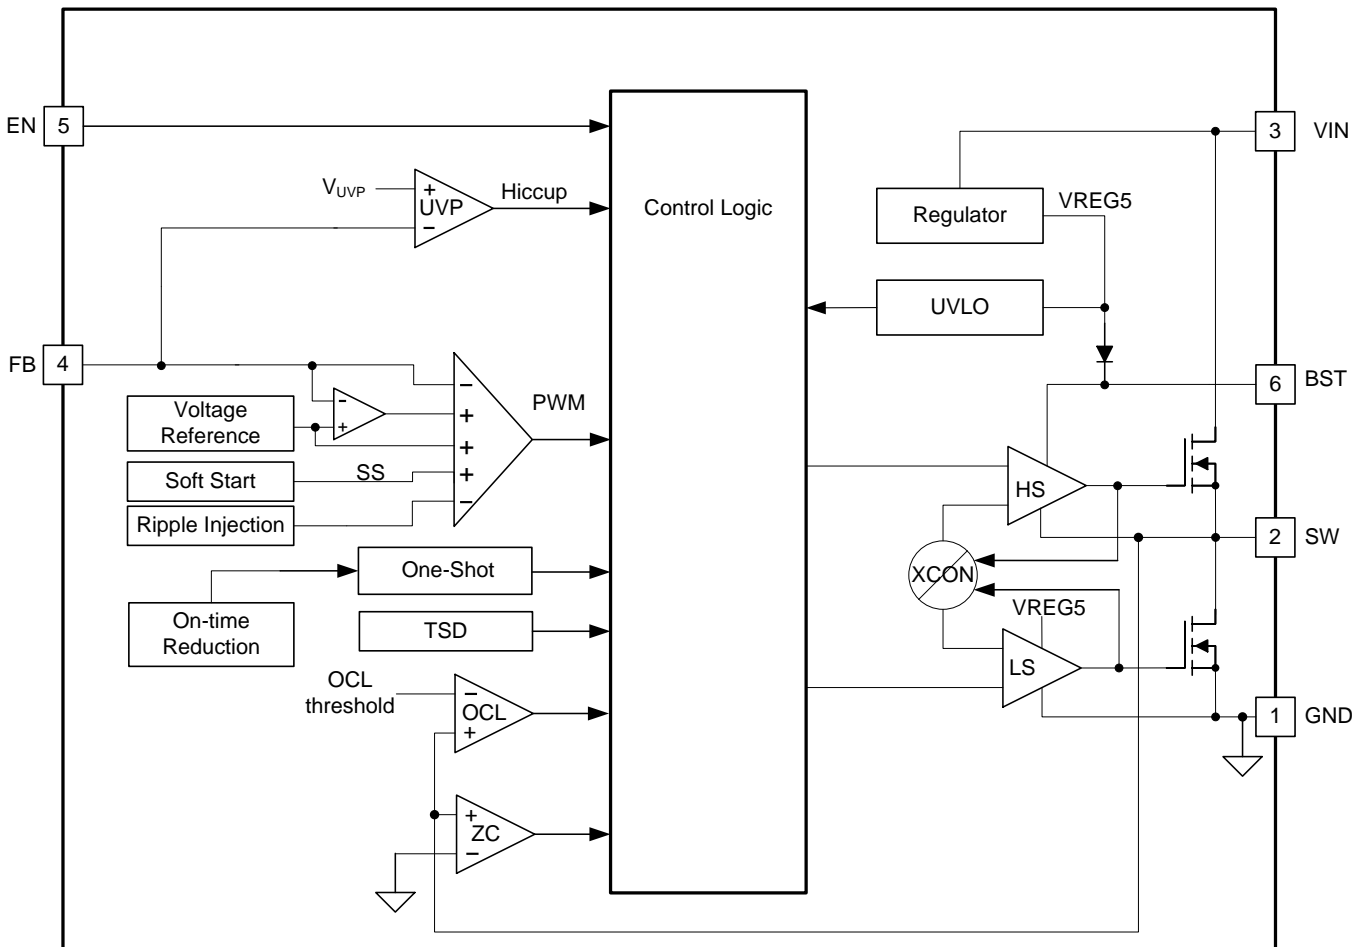 EN
5
VUVP
+
UVP
−
Hiccup
Control Logic
3
VIN
Regulator
VREG5
UVLO
FB
4
6
BST
Voltage
Reference
-
+
−
+
+
+
−
PWM
Soft Start
SS
Ripple Injection
HS
2
SW
One-Shot
XCON
On-time
Reduction
TSD
VREG5
LS
OCL
threshold
−
OCL
+
1
GND
+
ZC
−